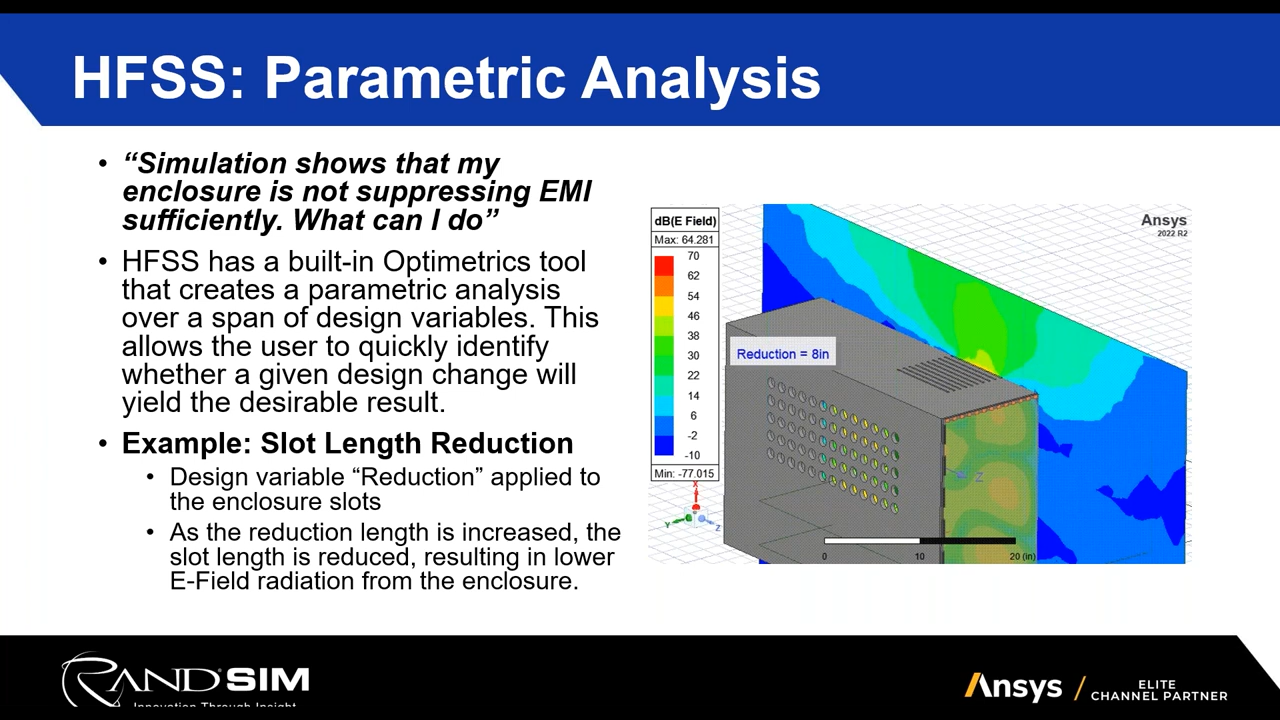 HFSS: Parametric Analysis
• “Simulation shows that my
enclosure is not suppressing EMI
sufficiently. What can I do”
• HFSS has a built-in Optimetrics tool
that creates a parametric analysis
over a span of design variables. This
allows the user to quickly identify
whether a given design change will
yield the desirable result.
• Example: Slot Length Reduction
• Design variable “Reduction” applied to
the enclosure slots
• As the reduction length is increased, the
slot length is reduced, resulting in lower
E-Field radiation from the enclosure.
dB(E Field)
Max: 64.281
70
62
54
46
38
30
22
14
6
-2
-10
Min: -77.015
Ansys
2022 R2
Reduction = 8in
Z
X
Y
Z
0
10
20 (in)
RAND SIM
Innovation Through Insight
Ansys / ELITE
CHANNEL PARTNER